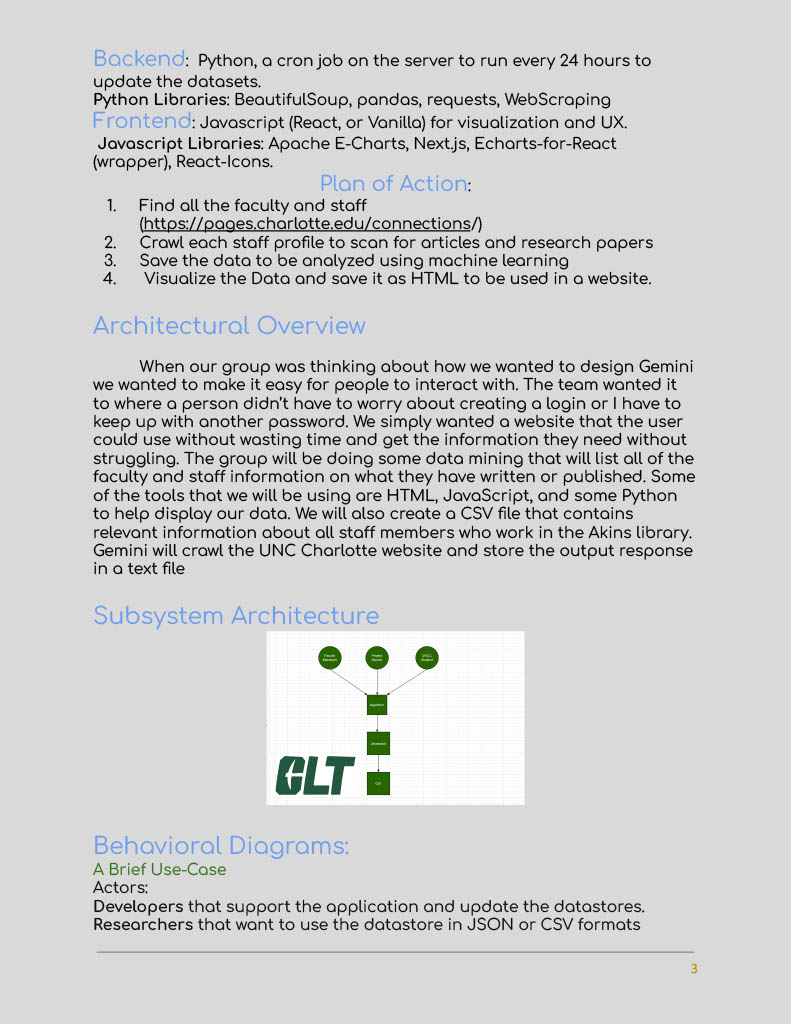 Backend: Python, a cron job on the server to run every 24 hours to
update the datasets.
Python Libraries: BeautifulSoup, pandas, requests, WebScraping
Frontend: Javascript (React, or Vanilla) for visualization and UX.
Javascript Libraries: Apache E-Charts, Next.js, Echarts-for-React
(wrapper), React-Icons.
Plan of Action:
1. Find all the faculty and staff
(https://pages.charlotte.edu/connections/)
2. Crawl each staff profile to scan for articles and research papers
3. Save the data to be analyzed using machine learning
4. Visualize the Data and save it as HTML to be used in a website.
Architectural Overview
When our group was thinking about how we wanted to design Gemini
we wanted to make it easy for people to interact with. The team wanted it
to where a person didn't have to worry about creating a login or I have to
keep up with another password. We simply wanted a website that the user
could use without wasting time and get the information they need without
struggling. The group will be doing some data mining that will list all of the
faculty and staff information on what they have written or published. Some
of the tools that we will be using are HTML, JavaScript, and some Python
to help display our data. We will also create a CSV file that contains
relevant information about all staff members who work in the Akins library.
Gemini will crawl the UNC Charlotte website and store the output response
in a text file
Subsystem Architecture
Faculty
Members
Project
UNCC
Student
CLT
Behavioral Diagrams:
A Brief Use-Case
Actors:
Developers that support the application and update the datastores.
Researchers that want to use the datastore in JSON or CSV formats
3